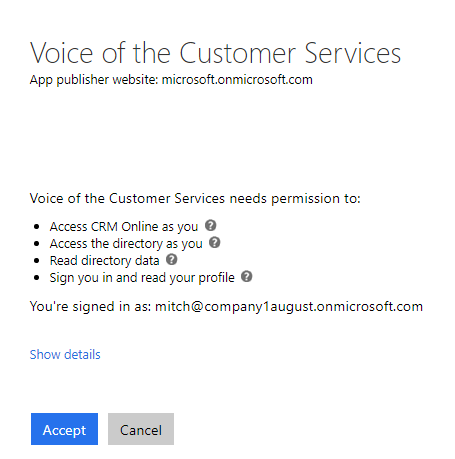 Voice of the Customer Services
App publisher website: microsoft.onmicrosoft.com
Voice of the Customer Services needs permission to:
• Access CRM Online as you ?
• Access the directory as you ?
• Read directory data ?
• Sign you in and read your profile ?
You're signed in as: mitch@company1august.onmicrosoft.com
Show details
Accept Cancel